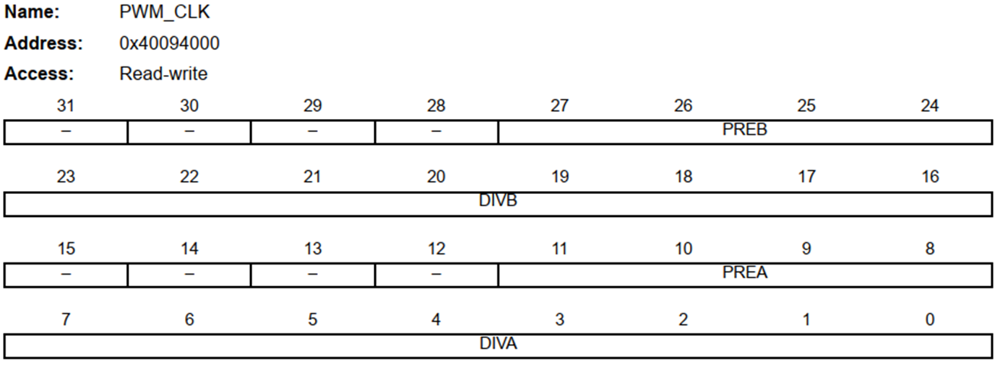 Name: PWM_CLK
Address: 0x40094000
Access: Read-write
31 30 29 28 27 26 25 24
– – – – PREB
23 22 21 20 19 18 17 16
DIVB
15 14 13 12 11 10 9 8
– – – – PREA
7 6 5 4 3 2 1 0
DIVA